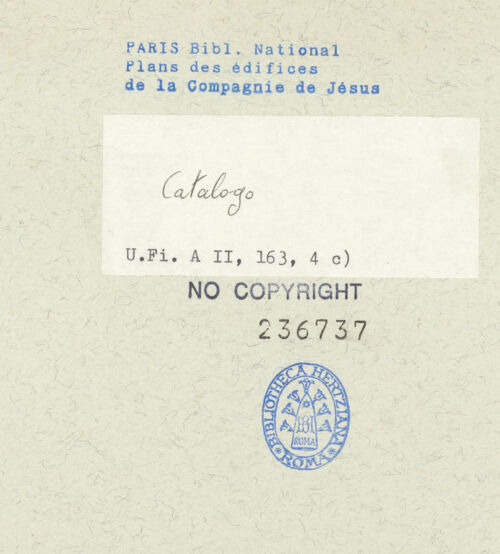 PARIS Bibl. National
Plans des édifices
de la Compagnie de Jésus
Catalogo
U.Fi. A II, 163, 4 c)
NO COPYRIGHT
236737
BIBLIOTHECA HERTZIANA
ROMA
ROMA